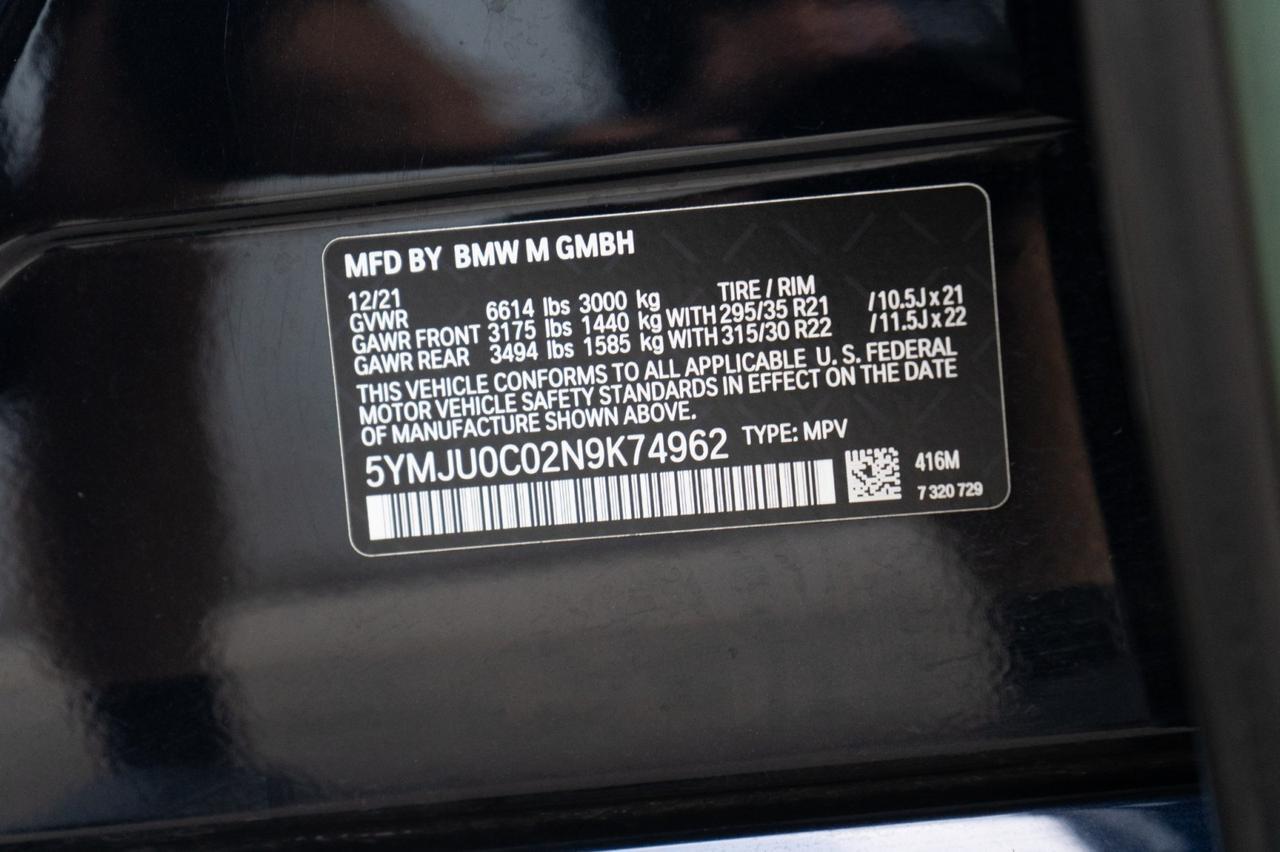 MFD BY BMW M GMBH
12/21 TIRE / RIM
GVWR 6614 lbs 3000 kg
GAWR FRONT 3175 lbs 1440 kg WITH 295/35 R21 /10.5J x 21
GAWR REAR 3494 lbs 1585 kg WITH 315/30 R22 /11.5J x 22
THIS VEHICLE CONFORMS TO ALL APPLICABLE U. S. FEDERAL
MOTOR VEHICLE SAFETY STANDARDS IN EFFECT ON THE DATE
OF MANUFACTURE SHOWN ABOVE.
5YMJU0C02N9K74962 TYPE: MPV
416M
7 320 729